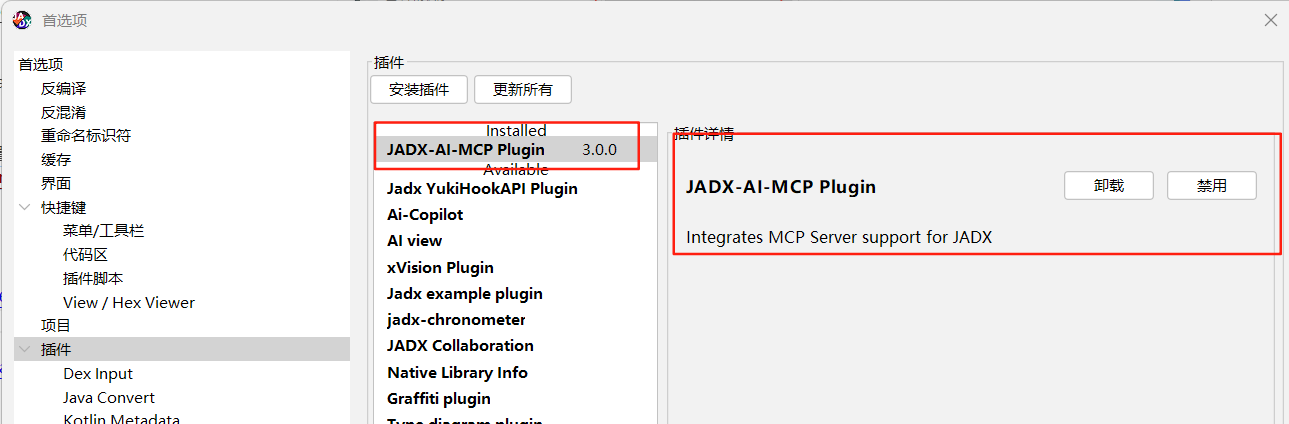 首选项
首选项
反编译
反混淆
重命名标识符
缓存
界面
快捷键
菜单/工具栏
代码区
插件脚本
View / Hex Viewer
项目
插件
Dex Input
Java Convert
Kotlin Metadata
插件
安装插件
更新所有
Installed
JADX-AI-MCP Plugin 3.0.0
Available
Jadx YukiHookAPI Plugin
Ai-Copilot
AI view
xVision Plugin
Jadx example plugin
jadx-chronometer
JADX Collaboration
Native Library Info
Graffiti plugin
Type diagram plugin
插件详情
JADX-AI-MCP Plugin
卸载
禁用
Integrates MCP Server support for JADX